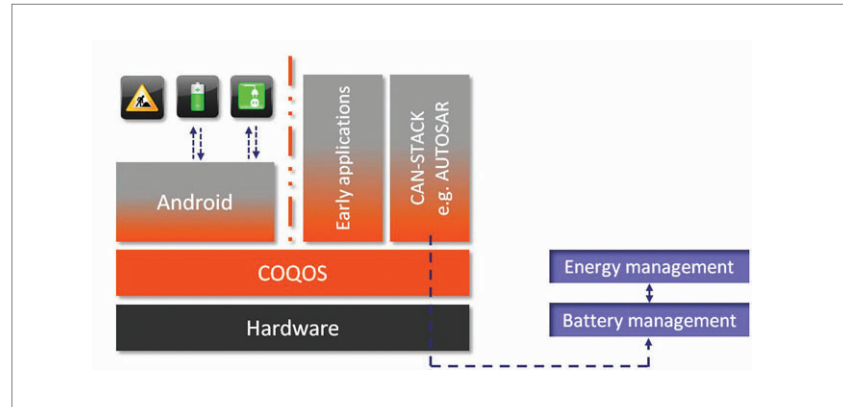 Android
Early applications
CAN-STACK
e.g. AUTOSAR
COQOS
Hardware
Energy management
Battery management